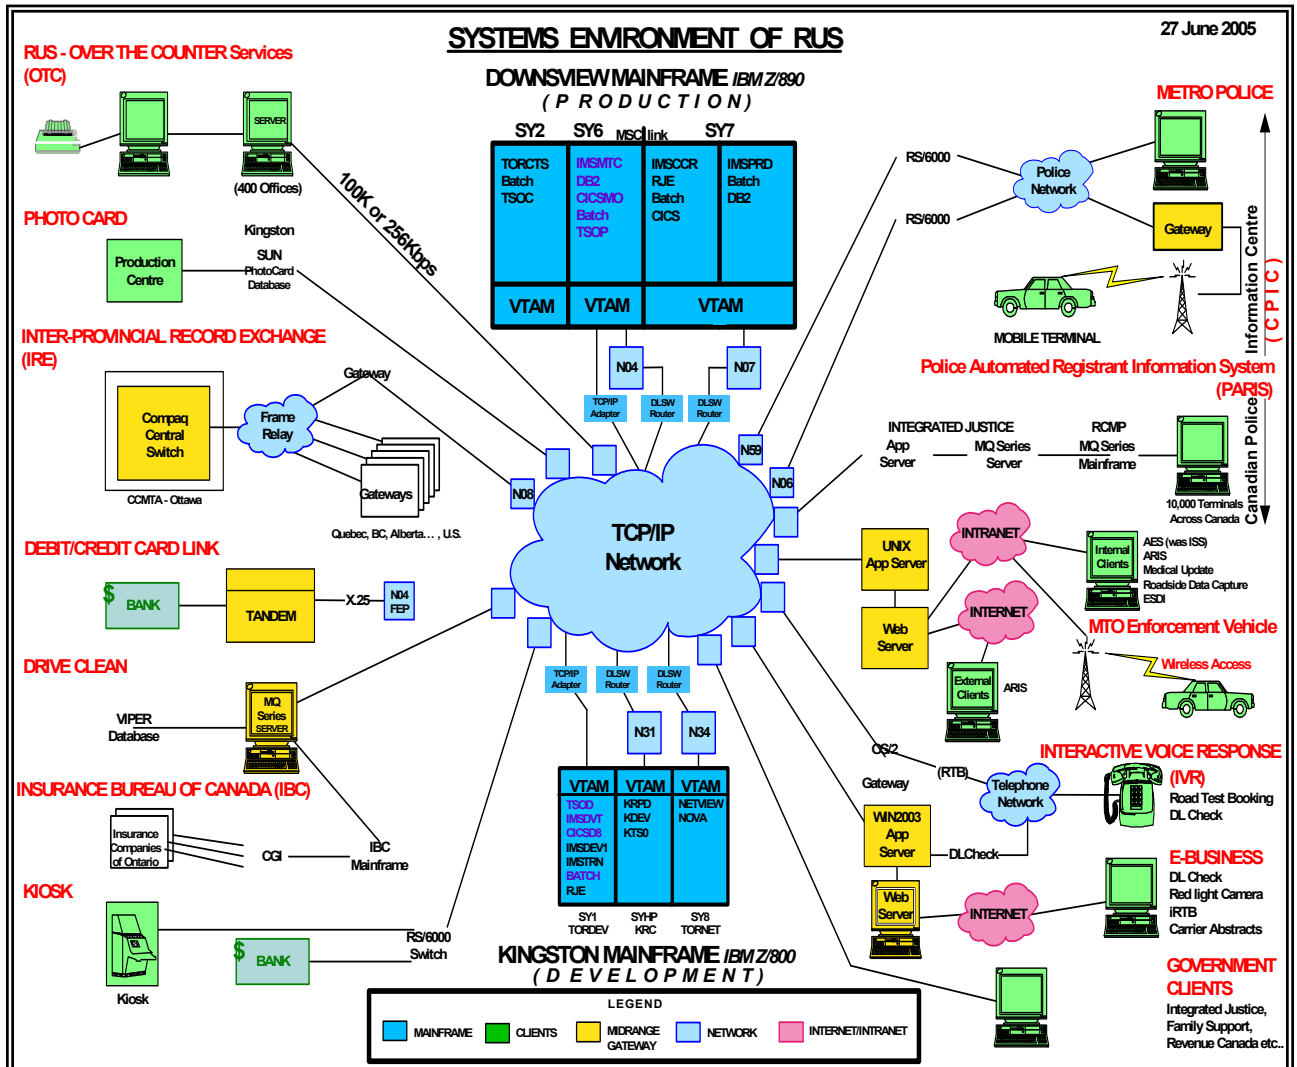 SYSTEMS ENVIRONMENT OF RUS
27 June 2005
RUS - OVER THE COUNTER Services
(OTC)
SERVER
(400 Offices)
100K or 256Kbps
DOWNSVIEW MAINFRAME IBM Z/890
(PRODUCTION)
SY2
SY6
MSC link
SY7
TORCTS
Batch
TSOC
IMSMTC
DB2
CICSMO
Batch
TSOP
IMSCCR
RJE
Batch
CICS
IMSPRD
Batch
DB2
VTAM
VTAM
VTAM
N04
N07
TCP/IP
Adapter
DLSW
Router
DLSW
Router
METRO POLICE
RS/6000
RS/6000
Police
Network
Gateway
MOBILE TERMINAL
Canadian Police Information Centre
(CPIC)
PHOTO CARD
Production
Centre
Kingston
SUN
PhotoCard
Database
INTER-PROVINCIAL RECORD EXCHANGE
(IRE)
Compaq
Central
Switch
CCMTA - Ottawa
Gateway
Frame
Relay
Gateways
Quebec, BC, Alberta... , U.S.
N08
N59
N06
TCP/IP
Network
Police Automated Registrant Information System
(PARIS)
INTEGRATED JUSTICE
App
Server
MQ Series
Server
RCMP
MQ Series
Mainframe
10,000 Terminals
Across Canada
DEBIT/CREDIT CARD LINK
$
BANK
TANDEM
X.25
N04
FEP
UNIX
App Server
Web
Server
INTRANET
INTERNET
Internal
Clients
AES (was ISS)
ARIS
Medical Update
Roadside Data Capture
ESDI
External
Clients
ARIS
MTO Enforcement Vehicle
Wireless Access
DRIVE CLEAN
VIPER
Database
MQ
Series
SERVER
INSURANCE BUREAU OF CANADA (IBC)
Insurance
Companies
of Ontario
CGI
IBC
Mainframe
KIOSK
Kiosk
RS/6000
Switch
$
BANK
TCP/IP
Adapter
DLSW
Router
DLSW
Router
N31
N34
VTAM
TSOD
IMSDVT
CICSD8
IMSDEV1
IMSTRN
BATCH
RJE
VTAM
KRPD
KDEV
KTS0
VTAM
NETVIEW
NOVA
SY1
TORDEV
SYHP
KRC
SY8
TORNET
KINGSTON MAINFRAME IBM Z/800
(DEVELOPMENT)
OS/2
Gateway
(RTB)
Telephone
Network
INTERACTIVE VOICE RESPONSE
(IVR)
Road Test Booking
DL Check
WIN2003
App
Server
DLCheck
Web
Server
INTERNET
E-BUSINESS
DL Check
Red light Camera
iRTB
Carrier Abstracts
GOVERNMENT
CLIENTS
Integrated Justice,
Family Support,
Revenue Canada etc..
LEGEND
MAINFRAME
CLIENTS
MIDRANGE
GATEWAY
NETWORK
INTERNET/INTRANET